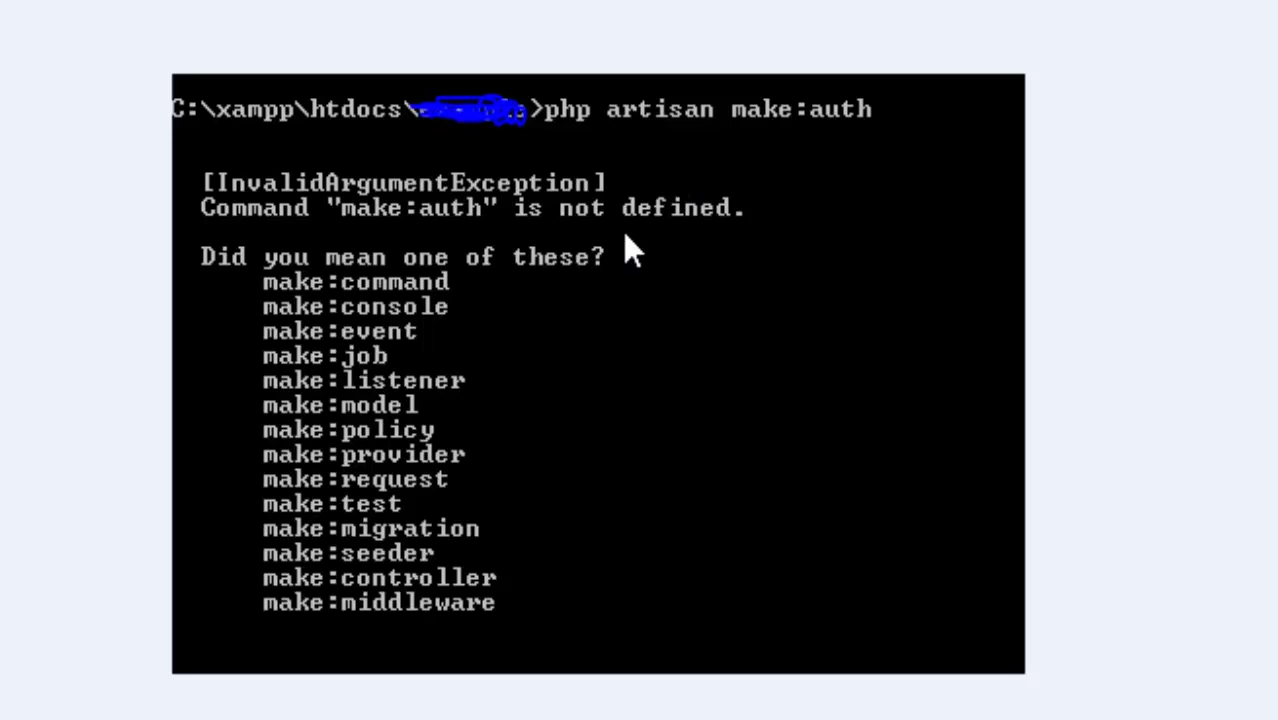 C:\xampp\htdocs\>php artisan make:auth
[InvalidArgumentException]
Command "make:auth" is not defined.
Did you mean one of these?
make:command
make:console
make:event
make:job
make:listener
make:model
make:policy
make:provider
make:request
make:test
make:migration
make:seeder
make:controller
make:middleware